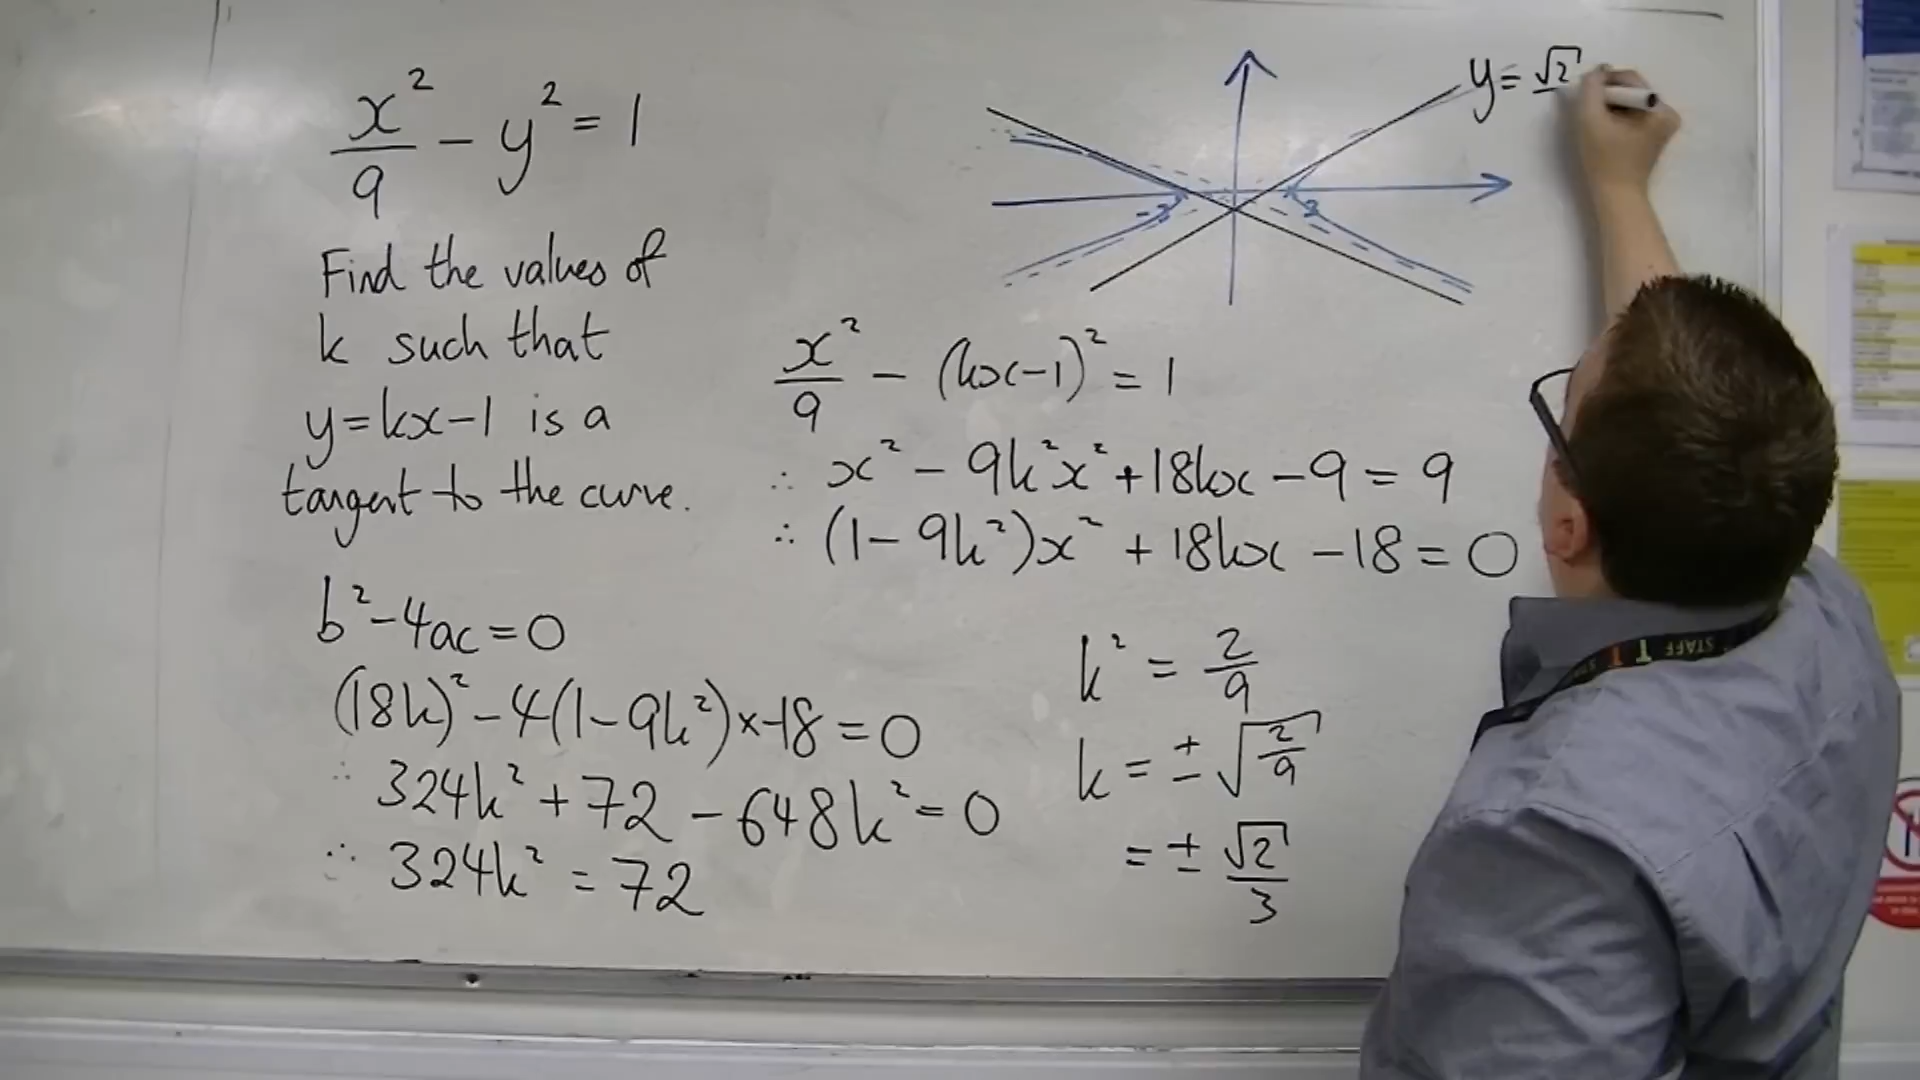 x²/9 - y² = 1
Find the values of
k such that
y=kx-1 is a
tangent to the curve.
b²-4ac=0
(18k)²-4(1-9k²)×-18=0
∴ 324k²+72-648k²=0
∴ 324k²=72
y=√2
-3 3
x²/9 - (kx-1)² = 1
∴ x²-9k²x²+18kx-9=9
∴ (1-9k²)x²+18kx-18=0
k²=2/9
k=±√(2/9)
=±√2/3
STAFF